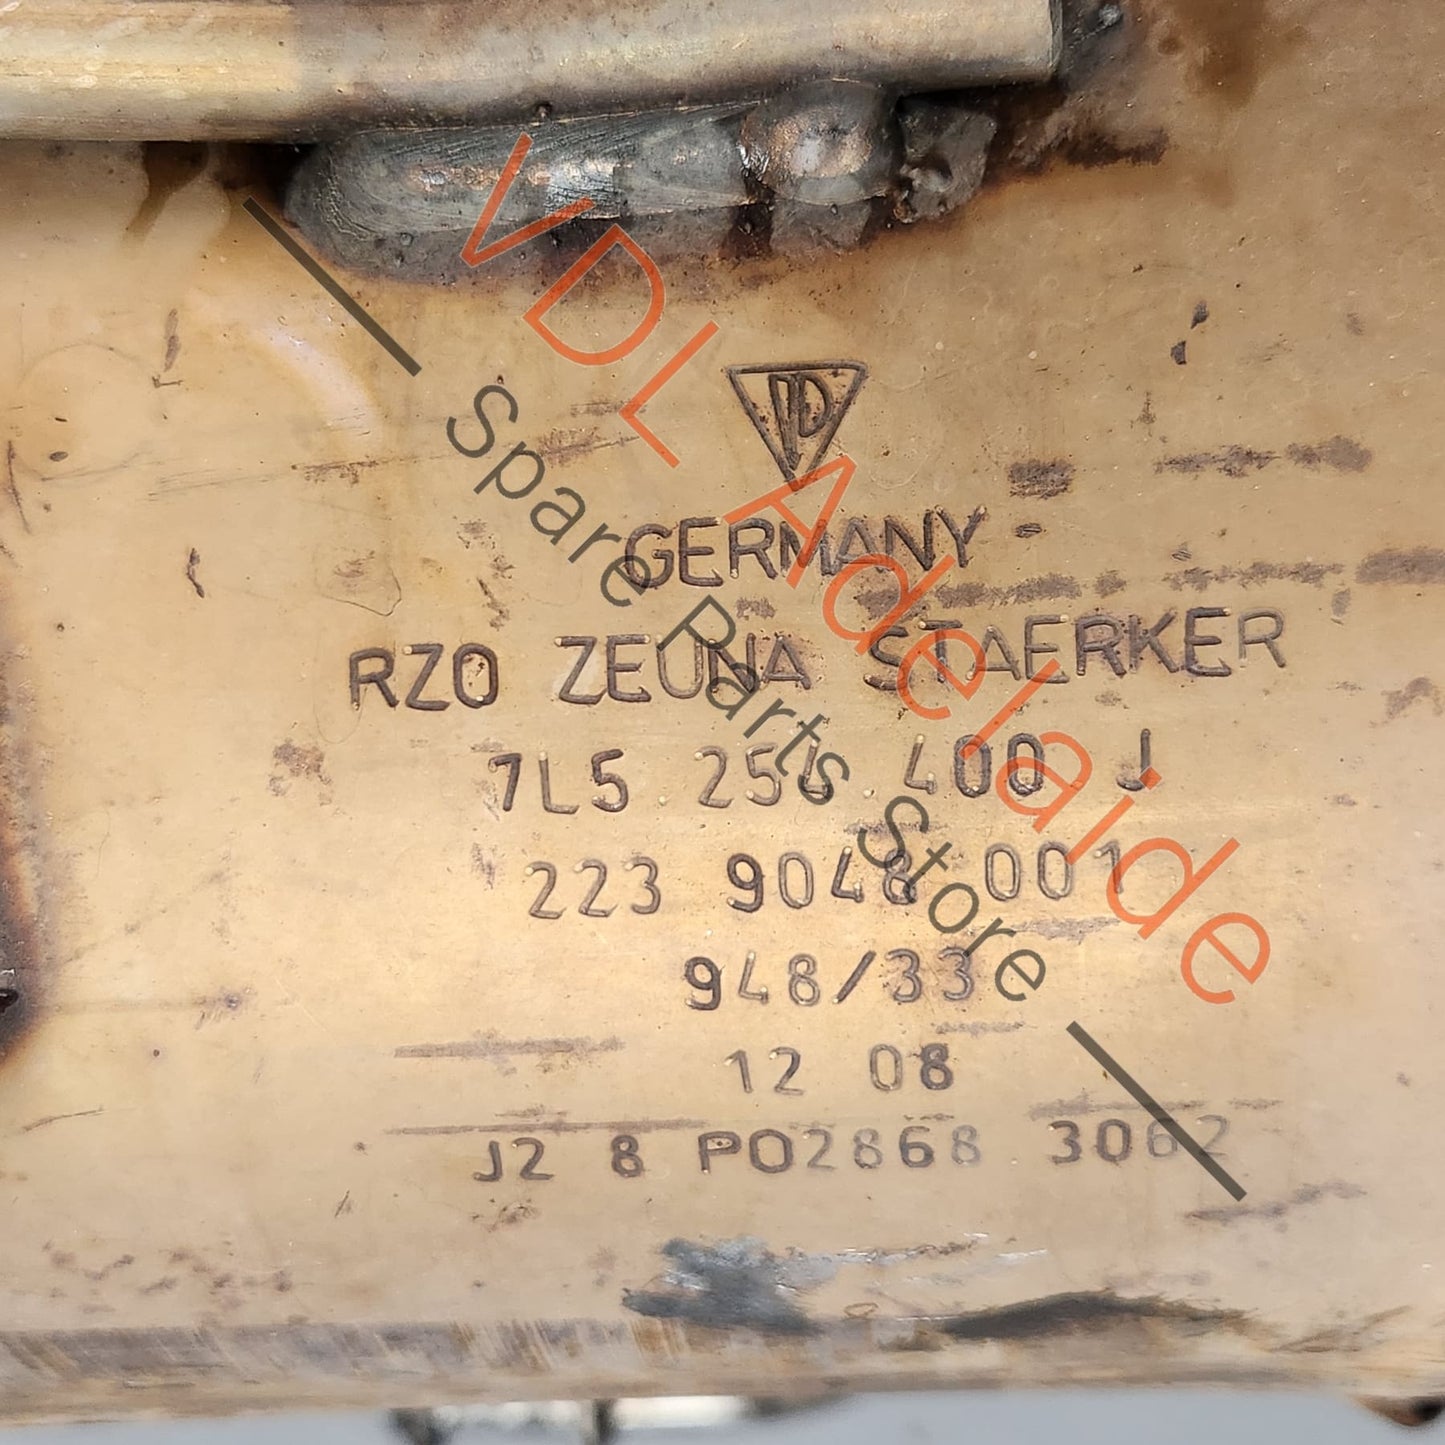 VDL Adelaide
Spare Parts Store
GERMANY
RZO ZEUNA STAERKER
7L5 254 400 J
223 9048 001
948/33
12 08
J2 8 PO2868 3062